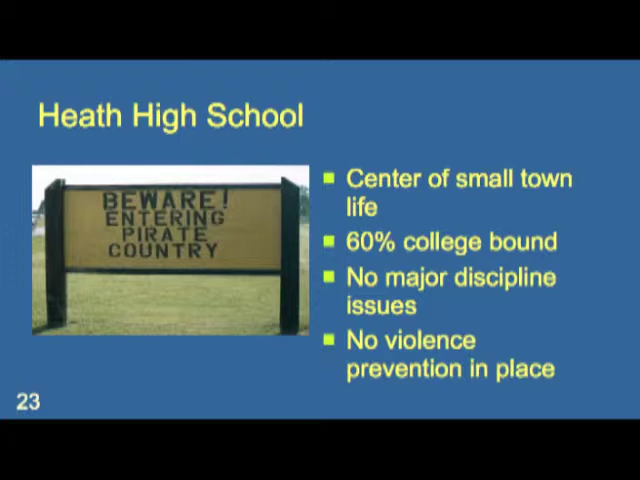 Heath High School
BEWARE!
ENTERING
PIRATE
COUNTRY
Center of small town
life
60% college bound
No major discipline
issues
No violence
prevention in place
23